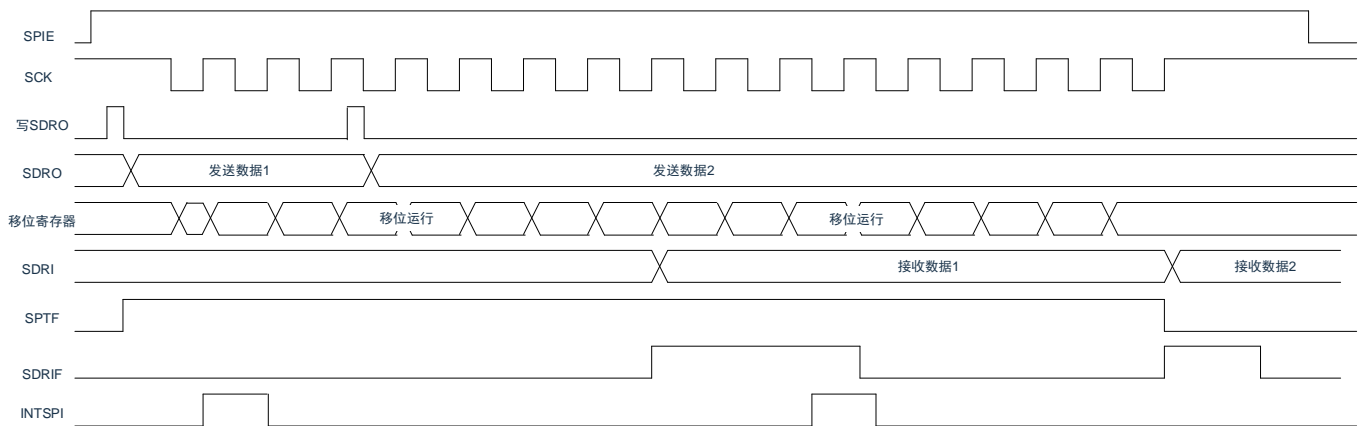 SPIE
SCK
写SDRO
SDRO 发送数据1 发送数据2
移位寄存器 移位运行 移位运行
SDRI 接收数据1 接收数据2
SPTF
SDRIF
INTSPI